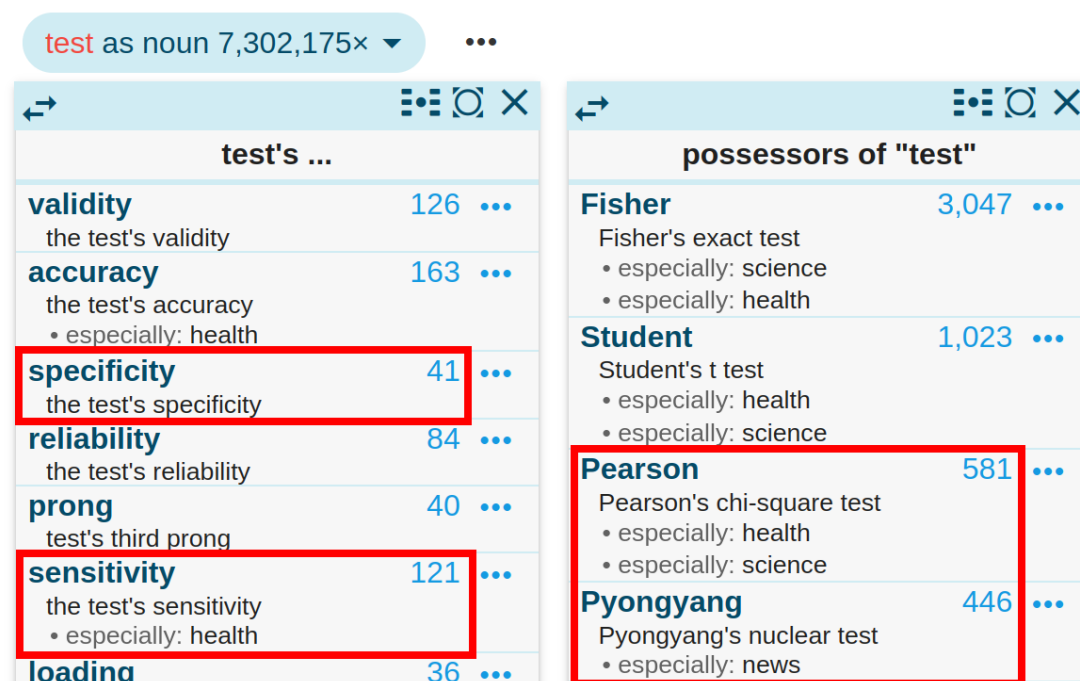 test as noun 7,302,175× •••
test's ...
validity 126 •••
the test's validity
accuracy 163 •••
the test's accuracy
• especially: health
specificity 41 •••
the test's specificity
reliability 84 •••
the test's reliability
prong 40 •••
test's third prong
sensitivity 121 •••
the test's sensitivity
• especially: health
loading 36 •••
possessors of "test"
Fisher 3,047 •••
Fisher's exact test
• especially: science
• especially: health
Student 1,023 •••
Student's t test
• especially: health
• especially: science
Pearson 581 •••
Pearson's chi-square test
• especially: health
• especially: science
Pyongyang 446 •••
Pyongyang's nuclear test
• especially: news